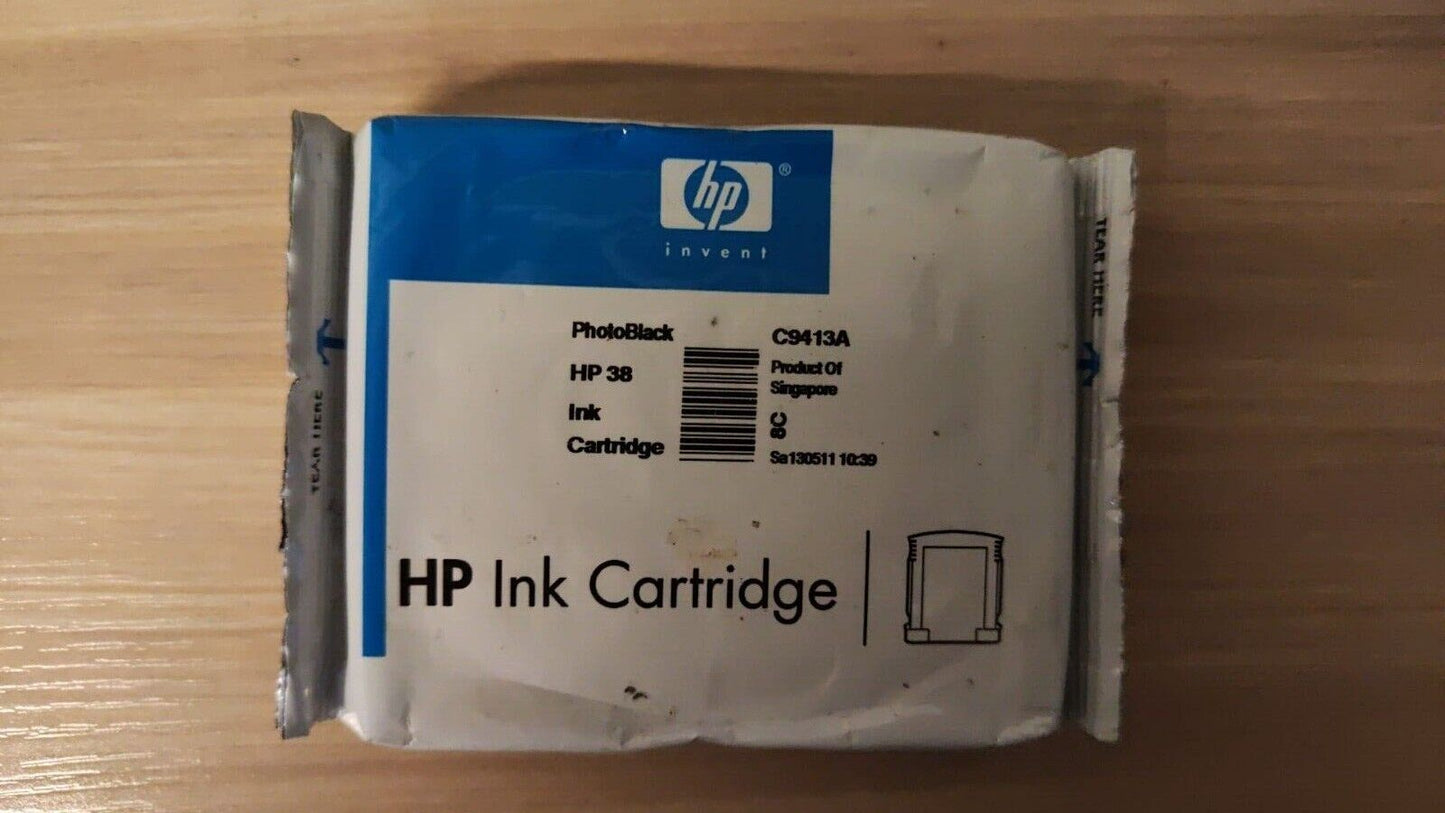 hp®
invent
PhotoBlack
HP 38
Ink
Cartridge
C9413A
Product Of
Singapore
8C
Sa130511 10:39
HP Ink Cartridge
TEAR HERE
TEAR HERE